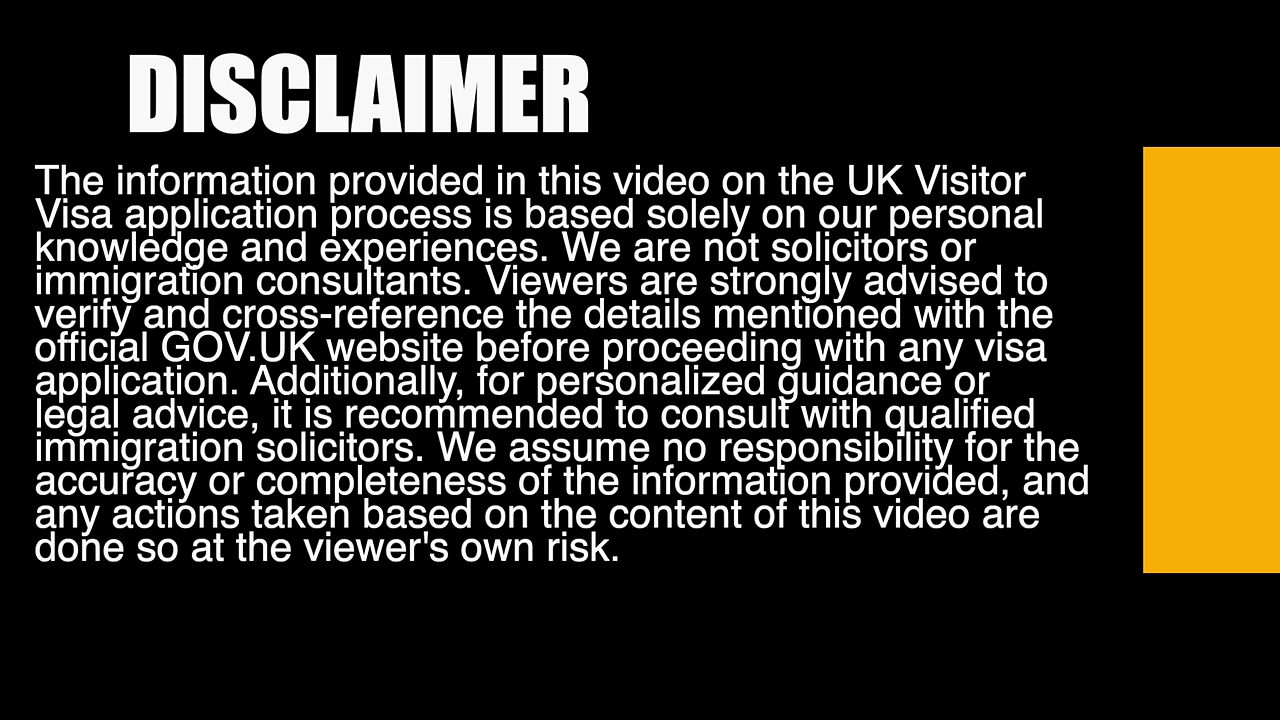 DISCLAIMER
The information provided in this video on the UK Visitor
Visa application process is based solely on our personal
knowledge and experiences. We are not solicitors or
immigration consultants. Viewers are strongly advised to
verify and cross-reference the details mentioned with the
official GOV.UK website before proceeding with any visa
application. Additionally, for personalized guidance or
legal advice, it is recommended to consult with qualified
immigration solicitors. We assume no responsibility for the
accuracy or completeness of the information provided, and
any actions taken based on the content of this video are
done so at the viewer's own risk.